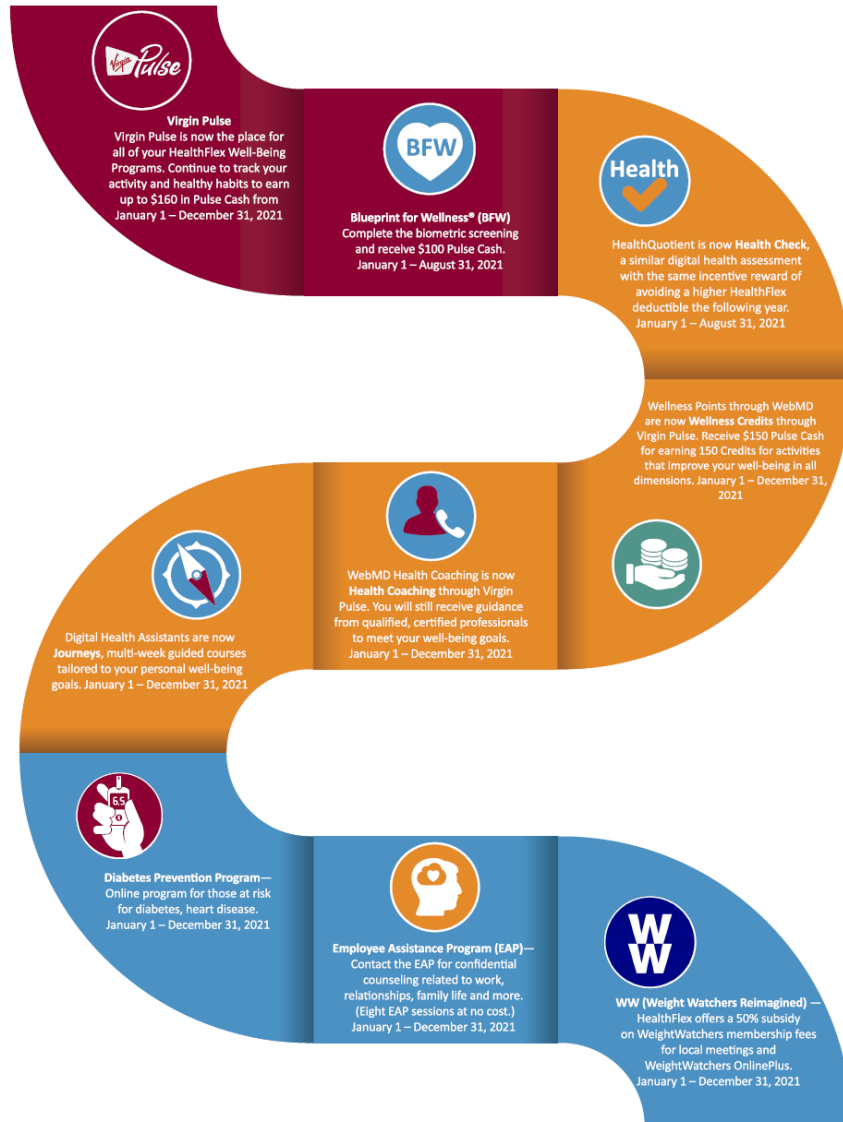 Virgin Pulse
Virgin Pulse
Virgin Pulse is now the place for
all of your HealthFlex Well-Being
Programs. Continue to track your
activity and healthy habits to earn
up to $160 in Pulse Cash from
January 1 – December 31, 2021
BFW
Blueprint for Wellness® (BFW)
Complete the biometric screening
and receive $100 Pulse Cash.
January 1 – August 31, 2021
Health
HealthQuotient is now Health Check,
a similar digital health assessment
with the same incentive reward of
avoiding a higher HealthFlex
deductible the following year.
January 1 – August 31, 2021
Wellness Points through WebMD
are now Wellness Credits through
Virgin Pulse. Receive $150 Pulse Cash
for earning 150 Credits for activities
that improve your well-being in all
dimensions. January 1 – December 31,
2021
WebMD Health Coaching is now
Health Coaching through Virgin
Pulse. You will still receive guidance
from qualified, certified professionals
to meet your well-being goals.
January 1 – December 31, 2021
Digital Health Assistants are now
Journeys, multi-week guided courses
tailored to your personal well-being
goals. January 1 – December 31, 2021
6.5
Diabetes Prevention Program—
Online program for those at risk
for diabetes, heart disease.
January 1 – December 31, 2021
Employee Assistance Program (EAP)—
Contact the EAP for confidential
counseling related to work,
relationships, family life and more.
(Eight EAP sessions at no cost.)
January 1 – December 31, 2021
W
W
WW (Weight Watchers Reimagined) —
HealthFlex offers a 50% subsidy
on WeightWatchers membership fees
for local meetings and
WeightWatchers OnlinePlus.
January 1 – December 31, 2021